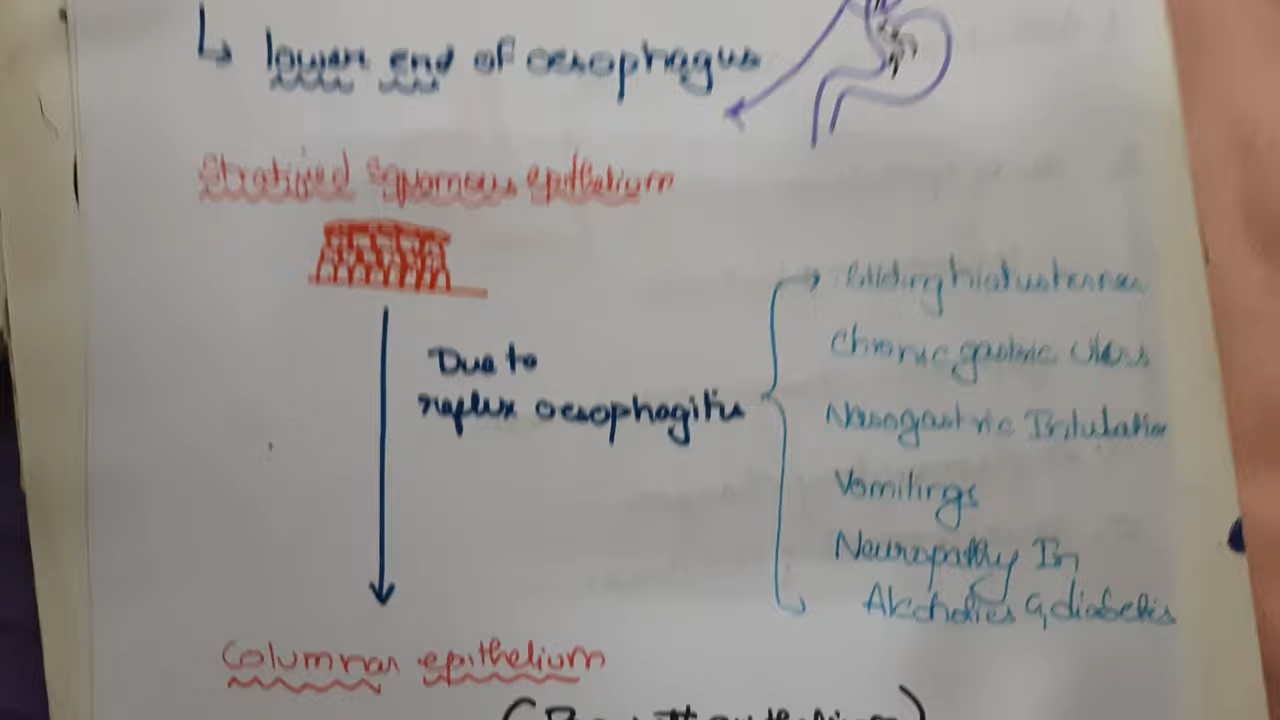 ↳ lower end of oesophagus
Stratified Squamous epithelium
Due to
reflux oesophagitis
→ Sliding hiatus hernia
Chronic gastric ulcers
Nasogastric Intubation
Vomitings
Neuropathy In
Alcoholics & diabetis
Columnar epithelium